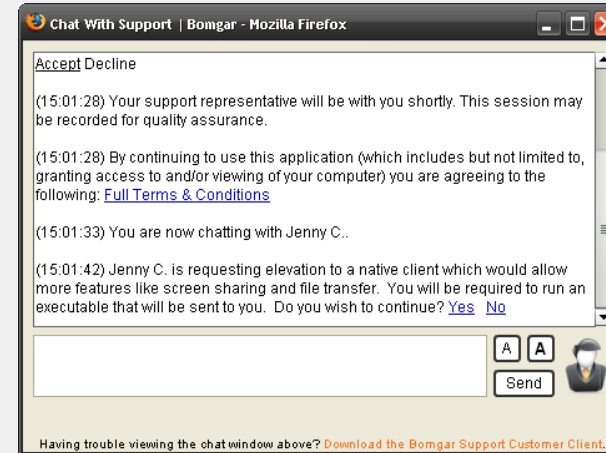 Chat With Support | Bomgar - Mozilla Firefox
Accept Decline
(15:01:28) Your support representative will be with you shortly. This session may
be recorded for quality assurance.
(15:01:28) By continuing to use this application (which includes but not limited to,
granting access to and/or viewing of your computer) you are agreeing to the
following: Full Terms & Conditions
(15:01:33) You are now chatting with Jenny C..
(15:01:42) Jenny C. is requesting elevation to a native client which would allow
more features like screen sharing and file transfer. You will be required to run an
executable that will be sent to you. Do you wish to continue? Yes No
A A
Send
Having trouble viewing the chat window above? Download the Bomgar Support Customer Client.